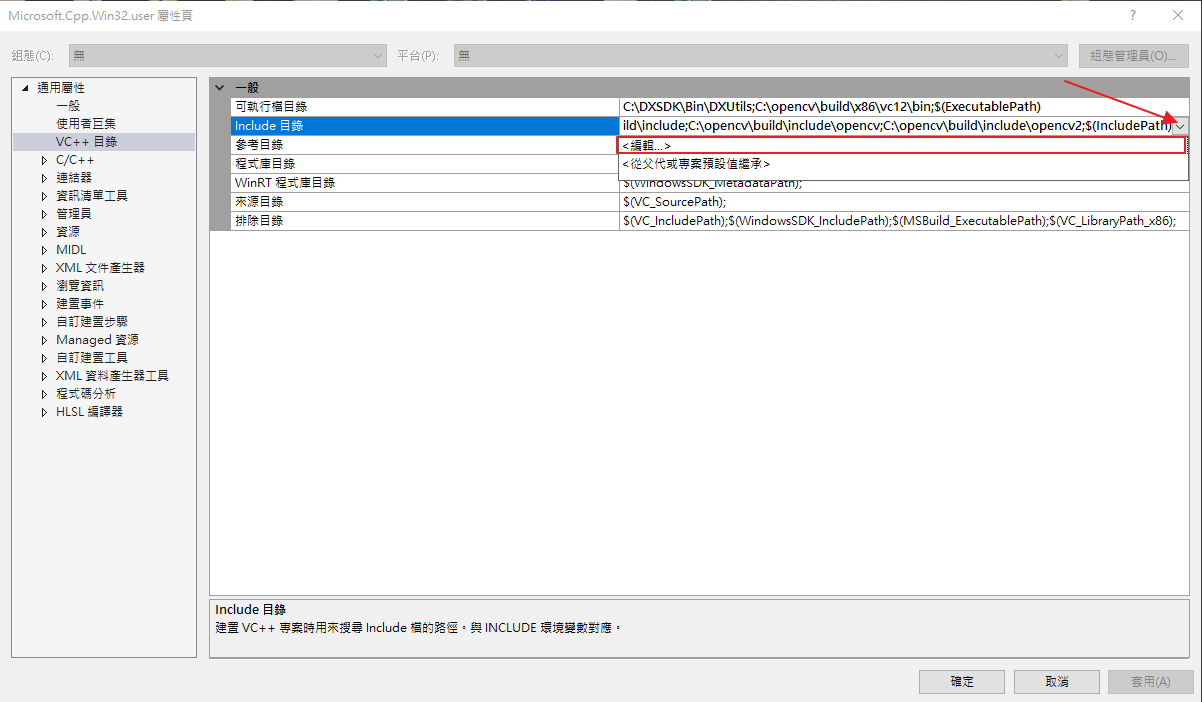 Microsoft.Cpp.Win32.user 屬性頁
?
組態(C): 無 平台(P): 無 組態管理員(O)...
通用屬性
一般
使用者巨集
VC++ 目錄
C/C++
連結器
資訊清單工具
管理員
資源
MIDL
XML 文件產生器
瀏覽資訊
建置事件
自訂建置步驟
Managed 資源
自訂建置工具
XML 資料產生器工具
程式碼分析
HLSL 編譯器
一般
可執行檔目錄 C:\DXSDK\Bin\DXUtils;C:\opencv\build\x86\vc12\bin;$(ExecutablePath)
Include 目錄 ild\include;C:\opencv\build\include\opencv;C:\opencv\build\include\opencv2;$(IncludePath)
參考目錄 <編輯...>
程式庫目錄 <從父代或專案預設值繼承>
WinRT 程式庫目錄 $(WindowsSDK_MetadataPath);
來源目錄 $(VC_SourcePath);
排除目錄 $(VC_IncludePath);$(WindowsSDK_IncludePath);$(MSBuild_ExecutablePath);$(VC_LibraryPath_x86);
Include 目錄
建置 VC++ 專案時用來搜尋 Include 檔的路徑。與 INCLUDE 環境變數對應。
確定 取消 套用(A)